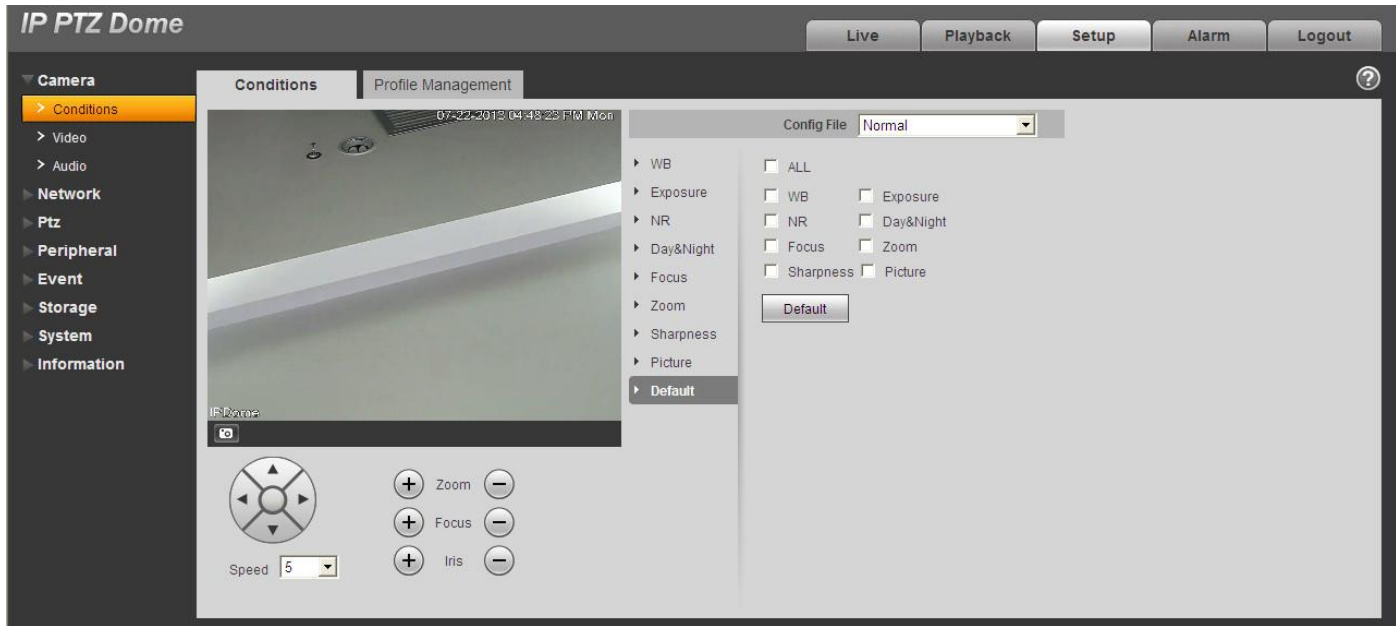 IP PTZ Dome
Live Playback Setup Alarm Logout
Camera
Conditions
Video
Audio
Network
Ptz
Peripheral
Event
Storage
System
Information
Conditions Profile Management
07-22-2013 04:48:23 PM Mon
IP Dome
Zoom
Focus
Iris
Speed 5
Config File Normal
WB
Exposure
NR
Day&Night
Focus
Zoom
Sharpness
Picture
Default
ALL
WB Exposure
NR Day&Night
Focus Zoom
Sharpness Picture
Default